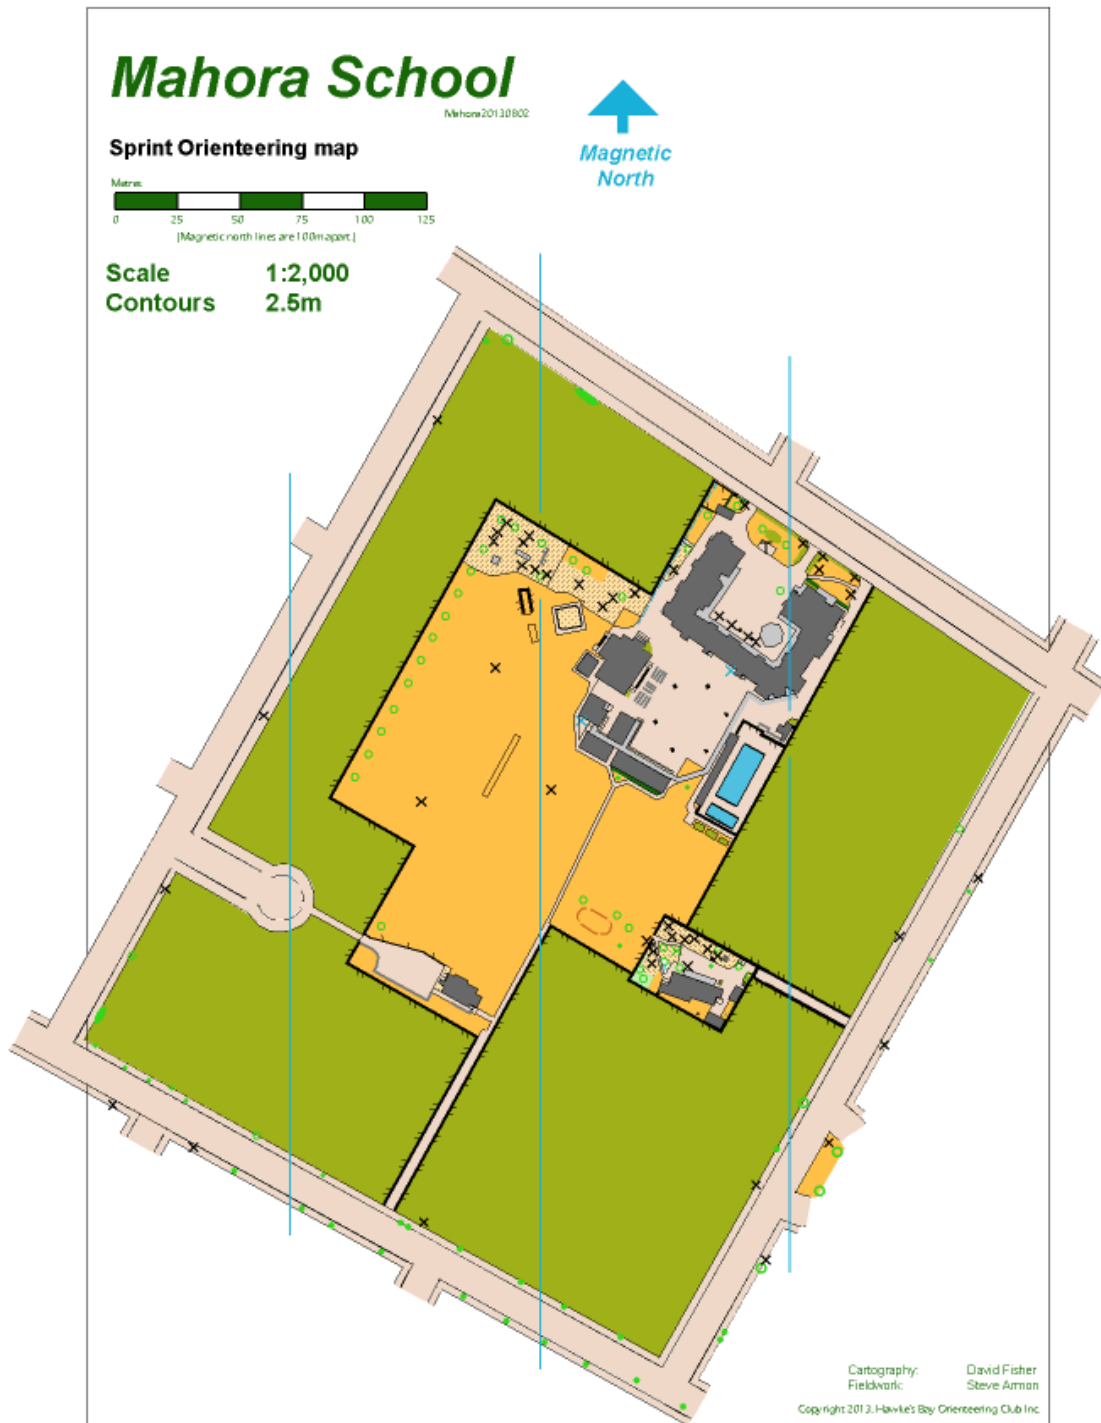 Mahora School
Mahora20130802
Sprint Orienteering map
Magnetic
North
Metres
0 25 50 75 100 125
(Magnetic north lines are 100m apart.)
Scale 1:2,000
Contours 2.5m
Cartography: David Fisher
Fieldwork: Steve Armon
Copyright 2013. Hawke's Bay Orienteering Club Inc.